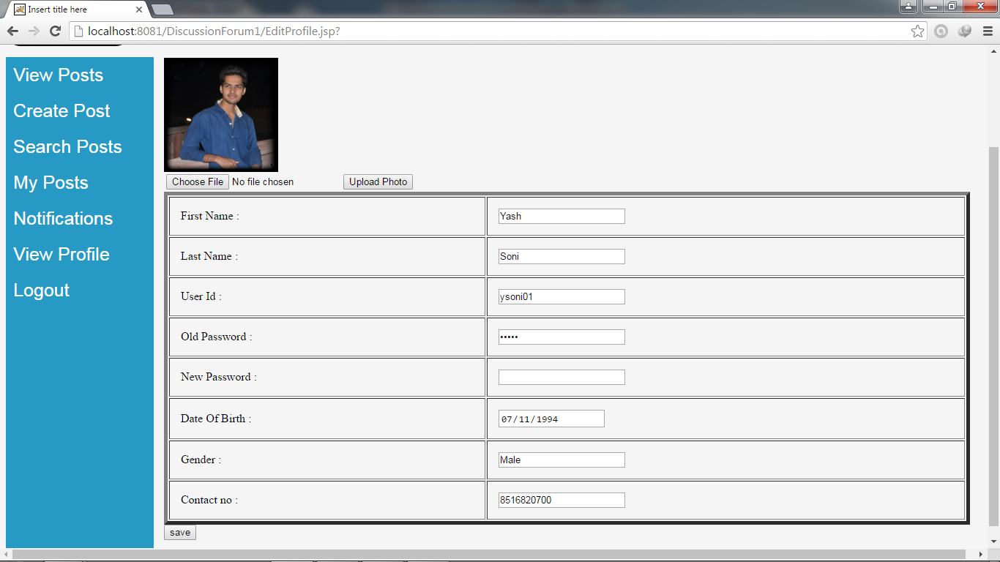 Insert title here
localhost:8081/DiscussionForum1/EditProfile.jsp?
View Posts
Create Post
Search Posts
My Posts
Notifications
View Profile
Logout
Choose File No file chosen Upload Photo
First Name : Yash
Last Name : Soni
User Id : ysoni01
Old Password : •••••
New Password :
Date Of Birth : 07/11/1994
Gender : Male
Contact no : 8516820700
save